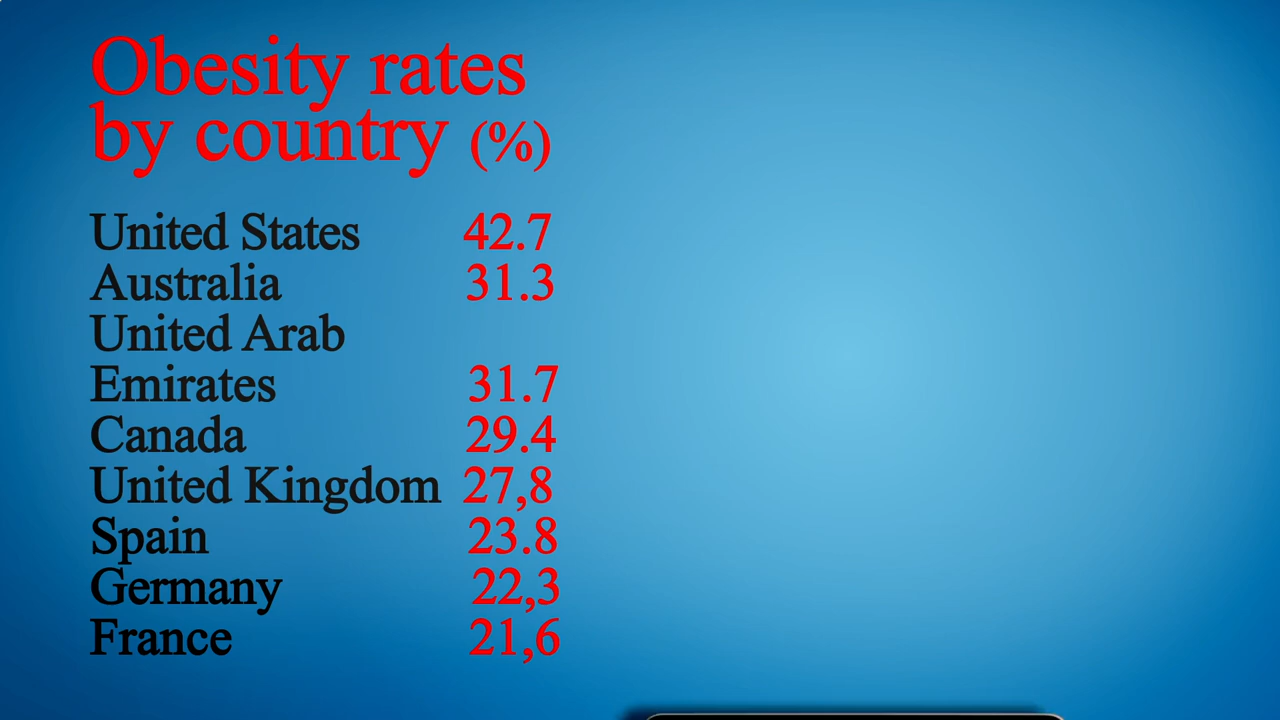 Obesity rates
by country (%)
United States 42.7
Australia 31.3
United Arab
Emirates 31.7
Canada 29.4
United Kingdom 27,8
Spain 23.8
Germany 22,3
France 21,6